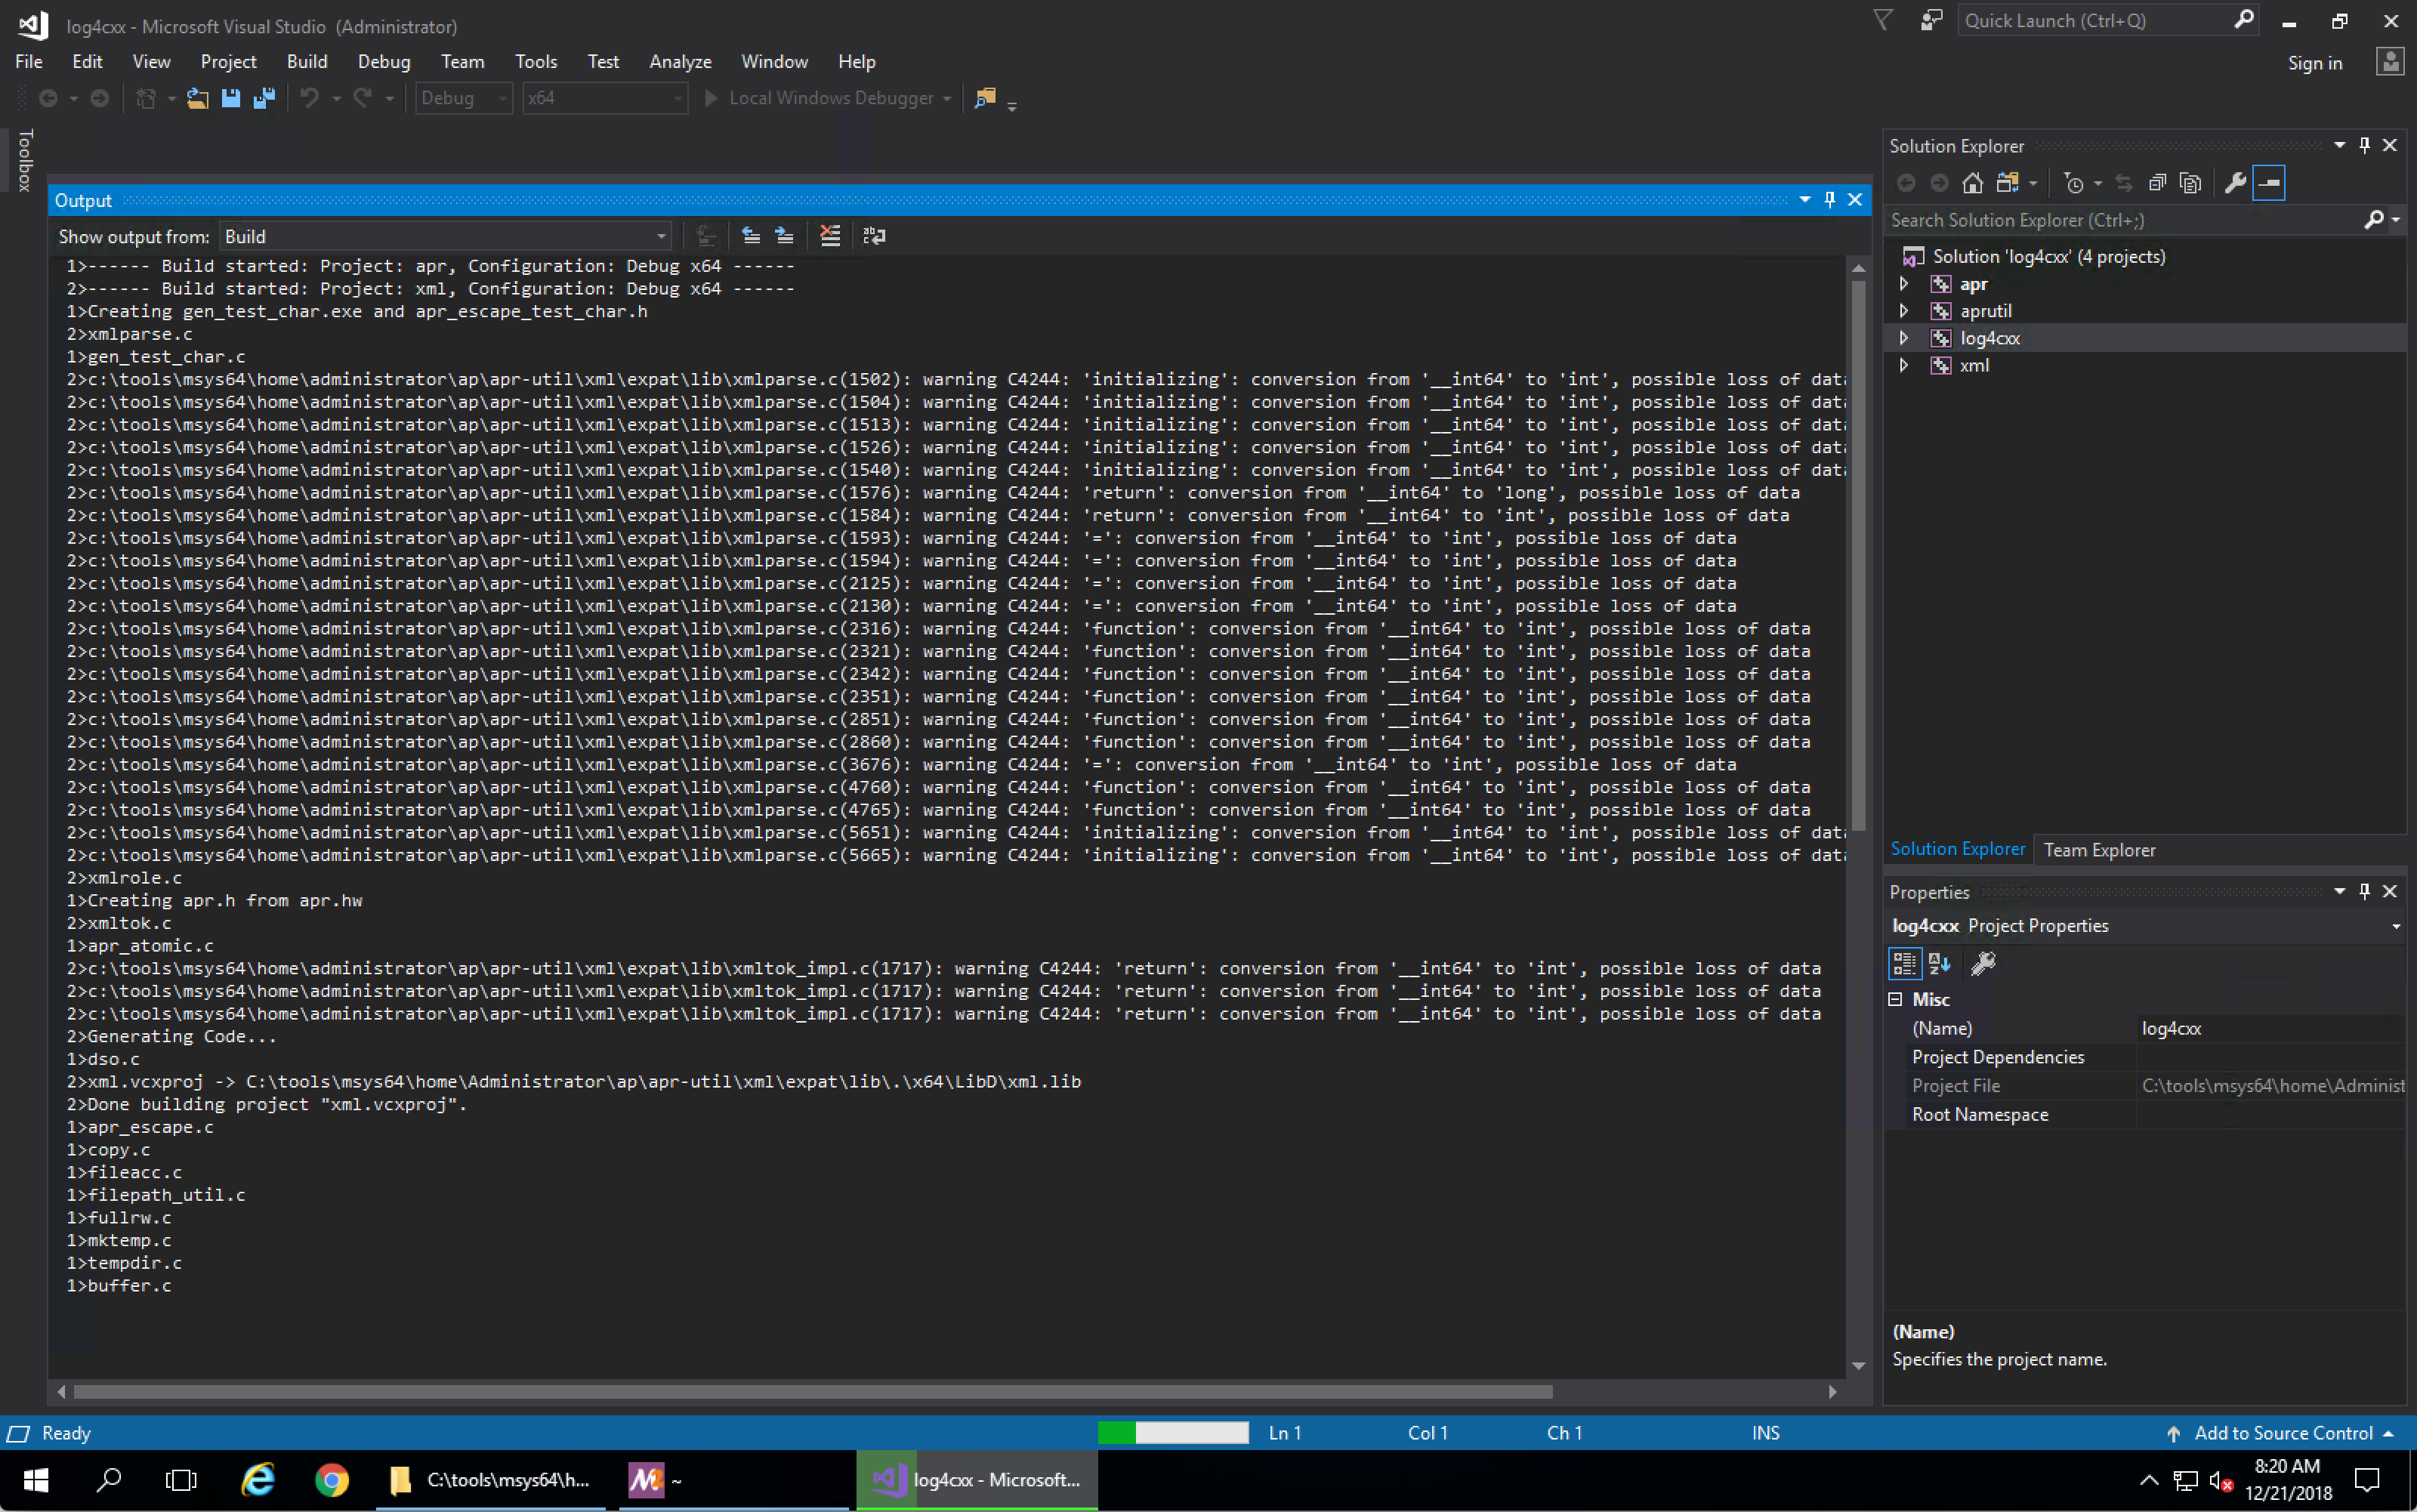 log4cxx - Microsoft Visual Studio (Administrator)
Quick Launch (Ctrl+Q)
File Edit View Project Build Debug Team Tools Test Analyze Window Help
Sign in
Debug x64 Local Windows Debugger
Toolbox
Output
Show output from: Build
1>------ Build started: Project: apr, Configuration: Debug x64 ------
2>------ Build started: Project: xml, Configuration: Debug x64 ------
1>Creating gen_test_char.exe and apr_escape_test_char.h
2>xmlparse.c
1>gen_test_char.c
2>c:\tools\msys64\home\administrator\ap\apr-util\xml\expat\lib\xmlparse.c(1502): warning C4244: 'initializing': conversion from '__int64' to 'int', possible loss of data
2>c:\tools\msys64\home\administrator\ap\apr-util\xml\expat\lib\xmlparse.c(1504): warning C4244: 'initializing': conversion from '__int64' to 'int', possible loss of data
2>c:\tools\msys64\home\administrator\ap\apr-util\xml\expat\lib\xmlparse.c(1513): warning C4244: 'initializing': conversion from '__int64' to 'int', possible loss of data
2>c:\tools\msys64\home\administrator\ap\apr-util\xml\expat\lib\xmlparse.c(1526): warning C4244: 'initializing': conversion from '__int64' to 'int', possible loss of data
2>c:\tools\msys64\home\administrator\ap\apr-util\xml\expat\lib\xmlparse.c(1540): warning C4244: 'initializing': conversion from '__int64' to 'int', possible loss of data
2>c:\tools\msys64\home\administrator\ap\apr-util\xml\expat\lib\xmlparse.c(1576): warning C4244: 'return': conversion from '__int64' to 'long', possible loss of data
2>c:\tools\msys64\home\administrator\ap\apr-util\xml\expat\lib\xmlparse.c(1584): warning C4244: 'return': conversion from '__int64' to 'int', possible loss of data
2>c:\tools\msys64\home\administrator\ap\apr-util\xml\expat\lib\xmlparse.c(1593): warning C4244: '=': conversion from '__int64' to 'int', possible loss of data
2>c:\tools\msys64\home\administrator\ap\apr-util\xml\expat\lib\xmlparse.c(1594): warning C4244: '=': conversion from '__int64' to 'int', possible loss of data
2>c:\tools\msys64\home\administrator\ap\apr-util\xml\expat\lib\xmlparse.c(2125): warning C4244: '=': conversion from '__int64' to 'int', possible loss of data
2>c:\tools\msys64\home\administrator\ap\apr-util\xml\expat\lib\xmlparse.c(2130): warning C4244: '=': conversion from '__int64' to 'int', possible loss of data
2>c:\tools\msys64\home\administrator\ap\apr-util\xml\expat\lib\xmlparse.c(2316): warning C4244: 'function': conversion from '__int64' to 'int', possible loss of data
2>c:\tools\msys64\home\administrator\ap\apr-util\xml\expat\lib\xmlparse.c(2321): warning C4244: 'function': conversion from '__int64' to 'int', possible loss of data
2>c:\tools\msys64\home\administrator\ap\apr-util\xml\expat\lib\xmlparse.c(2342): warning C4244: 'function': conversion from '__int64' to 'int', possible loss of data
2>c:\tools\msys64\home\administrator\ap\apr-util\xml\expat\lib\xmlparse.c(2351): warning C4244: 'function': conversion from '__int64' to 'int', possible loss of data
2>c:\tools\msys64\home\administrator\ap\apr-util\xml\expat\lib\xmlparse.c(2851): warning C4244: 'function': conversion from '__int64' to 'int', possible loss of data
2>c:\tools\msys64\home\administrator\ap\apr-util\xml\expat\lib\xmlparse.c(2860): warning C4244: 'function': conversion from '__int64' to 'int', possible loss of data
2>c:\tools\msys64\home\administrator\ap\apr-util\xml\expat\lib\xmlparse.c(3676): warning C4244: '=': conversion from '__int64' to 'int', possible loss of data
2>c:\tools\msys64\home\administrator\ap\apr-util\xml\expat\lib\xmlparse.c(4760): warning C4244: 'function': conversion from '__int64' to 'int', possible loss of data
2>c:\tools\msys64\home\administrator\ap\apr-util\xml\expat\lib\xmlparse.c(4765): warning C4244: 'function': conversion from '__int64' to 'int', possible loss of data
2>c:\tools\msys64\home\administrator\ap\apr-util\xml\expat\lib\xmlparse.c(5651): warning C4244: 'initializing': conversion from '__int64' to 'int', possible loss of data
2>c:\tools\msys64\home\administrator\ap\apr-util\xml\expat\lib\xmlparse.c(5665): warning C4244: 'initializing': conversion from '__int64' to 'int', possible loss of data
2>xmlrole.c
1>Creating apr.h from apr.hw
2>xmltok.c
1>apr_atomic.c
2>c:\tools\msys64\home\administrator\ap\apr-util\xml\expat\lib\xmltok_impl.c(1717): warning C4244: 'return': conversion from '__int64' to 'int', possible loss of data
2>c:\tools\msys64\home\administrator\ap\apr-util\xml\expat\lib\xmltok_impl.c(1717): warning C4244: 'return': conversion from '__int64' to 'int', possible loss of data
2>c:\tools\msys64\home\administrator\ap\apr-util\xml\expat\lib\xmltok_impl.c(1717): warning C4244: 'return': conversion from '__int64' to 'int', possible loss of data
2>Generating Code...
1>dso.c
2>xml.vcxproj -> C:\tools\msys64\home\Administrator\ap\apr-util\xml\expat\lib\.\x64\LibD\xml.lib
2>Done building project "xml.vcxproj".
1>apr_escape.c
1>copy.c
1>fileacc.c
1>filepath_util.c
1>fullrw.c
1>mktemp.c
1>tempdir.c
1>buffer.c
Solution Explorer
Search Solution Explorer (Ctrl+;)
Solution 'log4cxx' (4 projects)
apr
aprutil
log4cxx
xml
Solution Explorer Team Explorer
Properties
log4cxx Project Properties
Misc
(Name) log4cxx
Project Dependencies
Project File C:\tools\msys64\home\Administ
Root Namespace
(Name)
Specifies the project name.
Ready Ln 1 Col 1 Ch 1 INS Add to Source Control
C:\tools\msys64\h... ~ log4cxx - Microsoft...
8:20 AM
12/21/2018